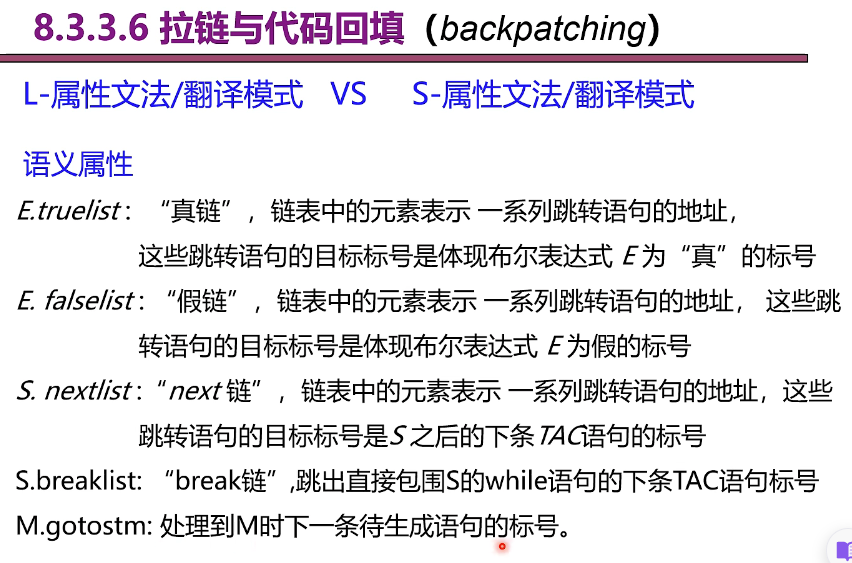 8.3.3.6 拉链与代码回填（backpatching）
L-属性文法/翻译模式 VS S-属性文法/翻译模式
语义属性
E.truelist： “真链”，链表中的元素表示 一系列跳转语句的地址，
这些跳转语句的目标标号是体现布尔表达式 E 为“真”的标号
E. falselist：“假链”，链表中的元素表示 一系列跳转语句的地址， 这些跳
转语句的目标标号是体现布尔表达式 E 为假的标号
S. nextlist：“next 链”，链表中的元素表示 一系列跳转语句的地址，这些
跳转语句的目标标号是S 之后的下条TAC语句的标号
S.breaklist: “break链”,跳出直接包围S的while语句的下条TAC语句标号
M.gotostm: 处理到M时下一条待生成语句的标号。